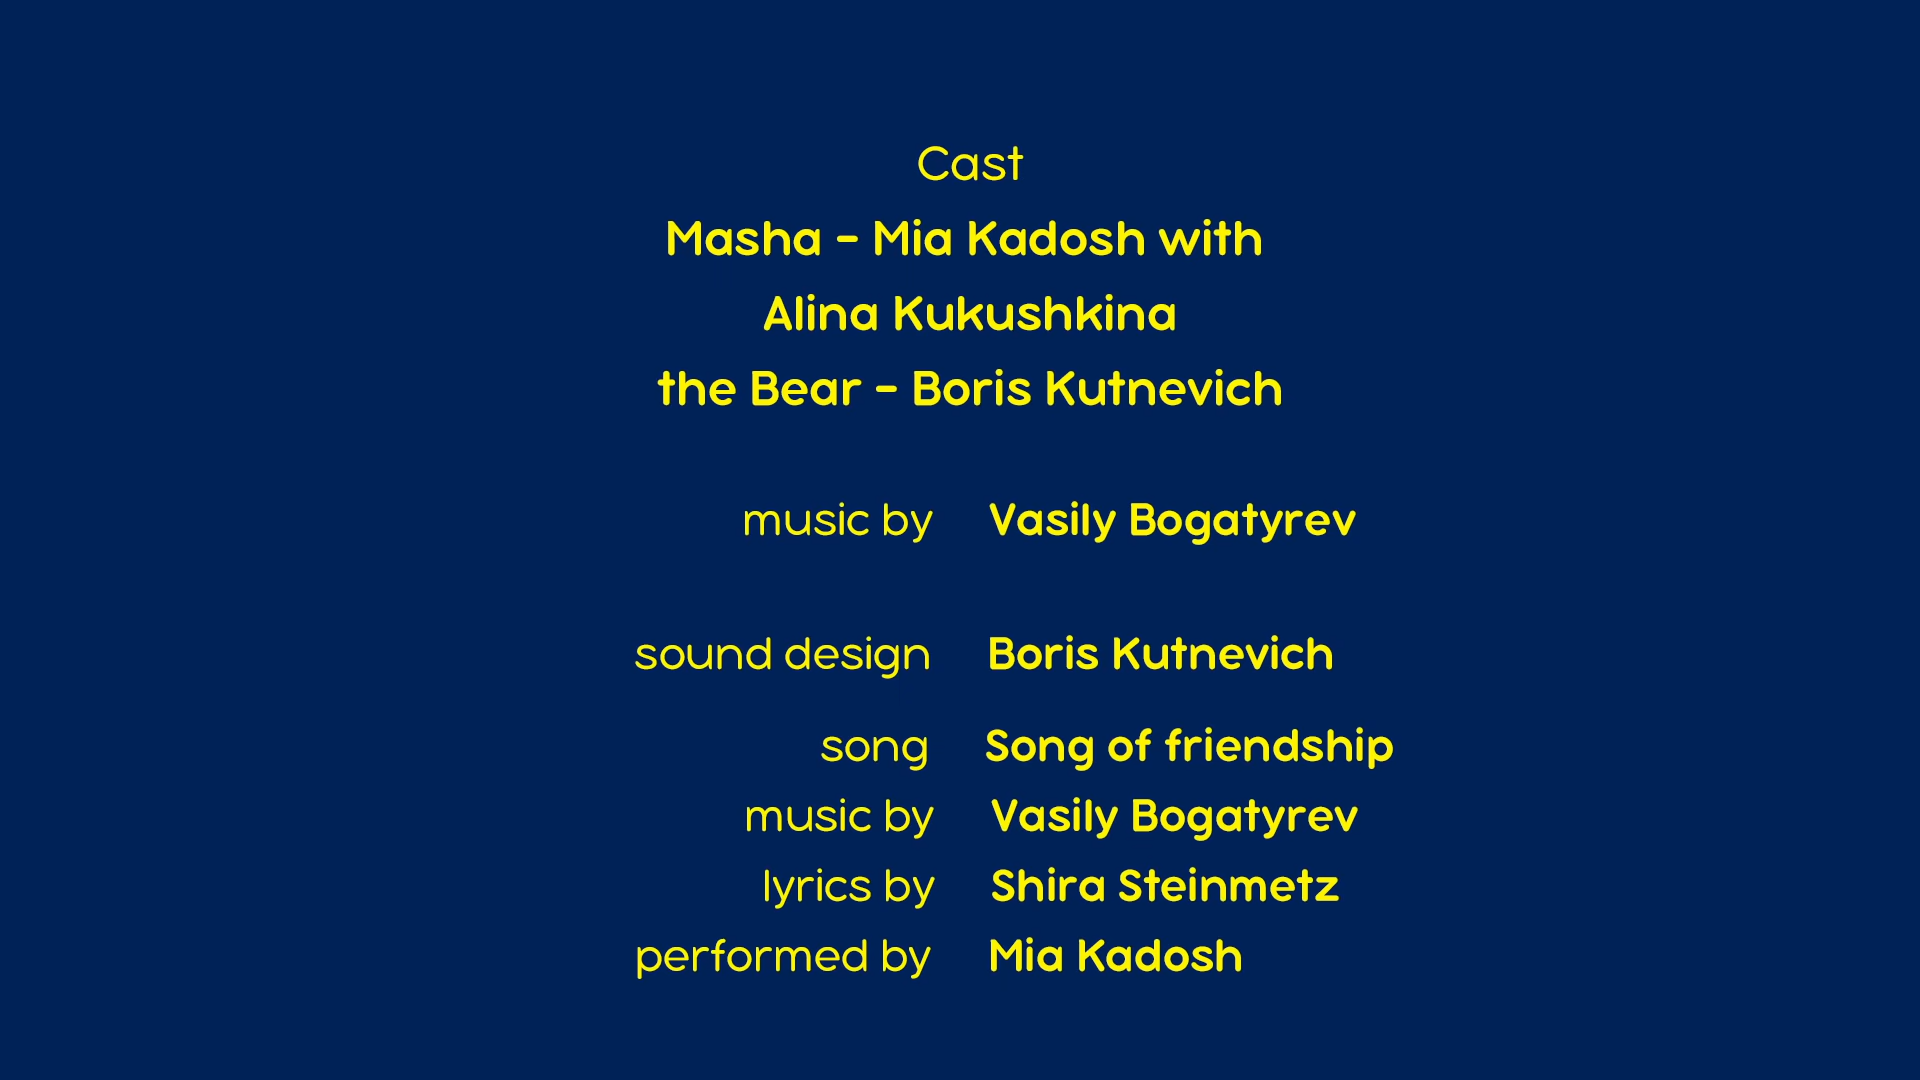 Cast
Masha - Mia Kadosh with
Alina Kukushkina
the Bear - Boris Kutnevich
music by Vasily Bogatyrev
sound design Boris Kutnevich
song Song of friendship
music by Vasily Bogatyrev
lyrics by Shira Steinmetz
performed by Mia Kadosh